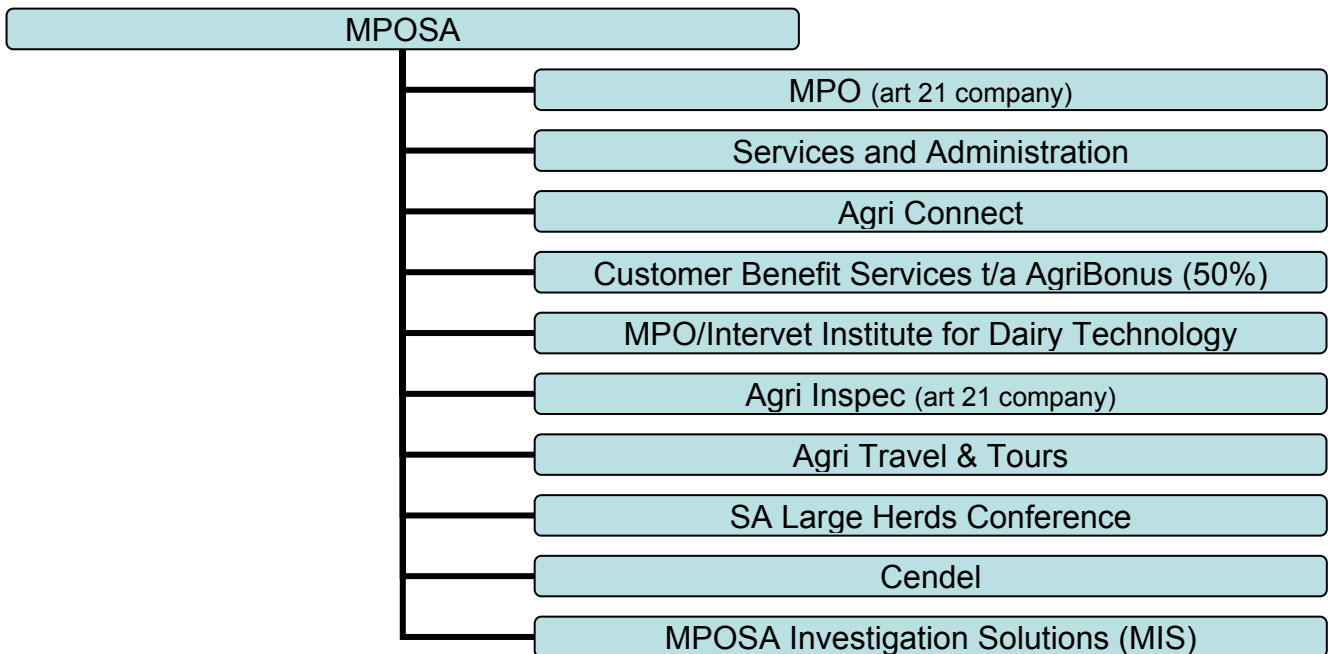 MPOSA
MPO (art 21 company)
Services and Administration
Agri Connect
Customer Benefit Services t/a AgriBonus (50%)
MPO/Intervet Institute for Dairy Technology
Agri Inspec (art 21 company)
Agri Travel & Tours
SA Large Herds Conference
Cendel
MPOSA Investigation Solutions (MIS)